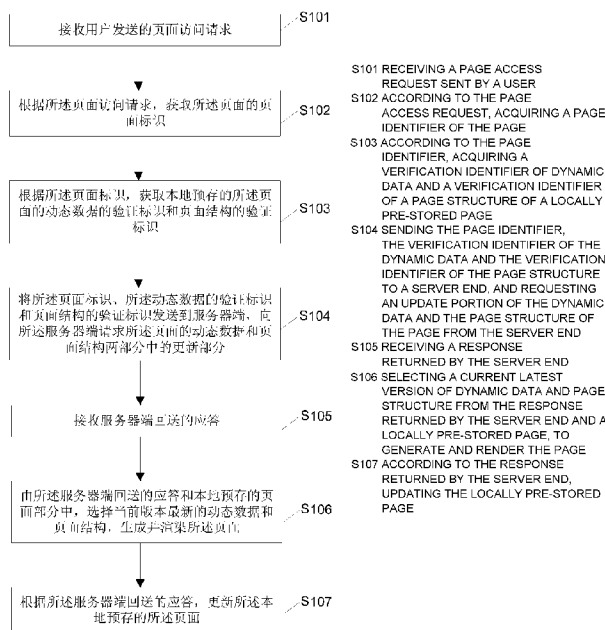 接收用户发送的页面访问请求
S101
根据所述页面访问请求，获取所述页面的页
面标识
S102
根据所述页面标识，获取本地预存的所述页
面的动态数据的验证标识和页面结构的验证
标识
S103
将所述页面标识、所述动态数据的验证标识
和页面结构的验证标识发送到服务器端，向
所述服务器端请求所述页面的动态数据和页
面结构两部分中的更新部分
S104
接收服务器端回送的应答
S105
由所述服务器端回送的应答和本地预存的页
面部分中，选择当前版本最新的动态数据和
页面结构，生成并渲染所述页面
S106
根据所述服务器端回送的应答，更新所述本
地预存的所述页面
S107
S101 RECEIVING A PAGE ACCESS
REQUEST SENT BY A USER
S102 ACCORDING TO THE PAGE
ACCESS REQUEST, ACQUIRING A PAGE
IDENTIFIER OF THE PAGE
S103 ACCORDING TO THE PAGE
IDENTIFIER, ACQUIRING A
VERIFICATION IDENTIFIER OF DYNAMIC
DATA AND A VERIFICATION IDENTIFIER
OF A PAGE STRUCTURE OF A LOCALLY
PRE-STORED PAGE
S104 SENDING THE PAGE IDENTIFIER,
THE VERIFICATION IDENTIFIER OF THE
DYNAMIC DATA AND THE VERIFICATION
IDENTIFIER OF THE PAGE STRUCTURE
TO A SERVER END, AND REQUESTING
AN UPDATE PORTION OF THE DYNAMIC
DATA AND THE PAGE STRUCTURE OF
THE PAGE FROM THE SERVER END
S105 RECEIVING A RESPONSE
RETURNED BY THE SERVER END
S106 SELECTING A CURRENT LATEST
VERSION OF DYNAMIC DATA AND PAGE
STRUCTURE FROM THE RESPONSE
RETURNED BY THE SERVER END AND A
LOCALLY PRE-STORED PAGE, TO
GENERATE AND RENDER THE PAGE
S107 ACCORDING TO THE RESPONSE
RETURNED BY THE SERVER END,
UPDATING THE LOCALLY PRE-STORED
PAGE